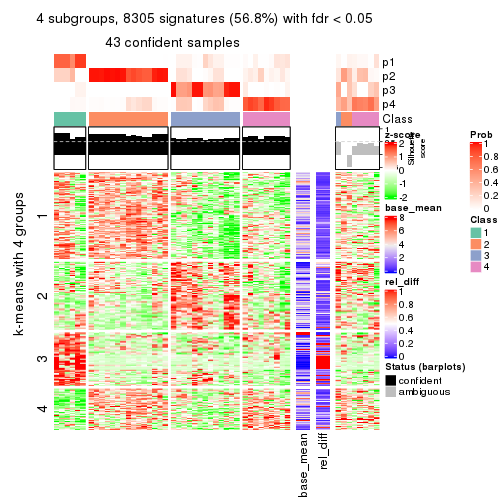 4 subgroups, 8305 signatures (56.8%) with fdr < 0.05
43 confident samples
p1
p2
p3
p4
Class
1
Silhouette
score
z-score
2
1
0
-1
-2
base_mean
8
6
4
2
0
rel_diff
1
0.8
0.6
0.4
0.2
0
Status (barplots)
confident
ambiguous
Prob
1
0.8
0.6
0.4
0.2
0
Class
1
2
3
4
k-means with 4 groups
1
2
3
4
base_mean
rel_diff